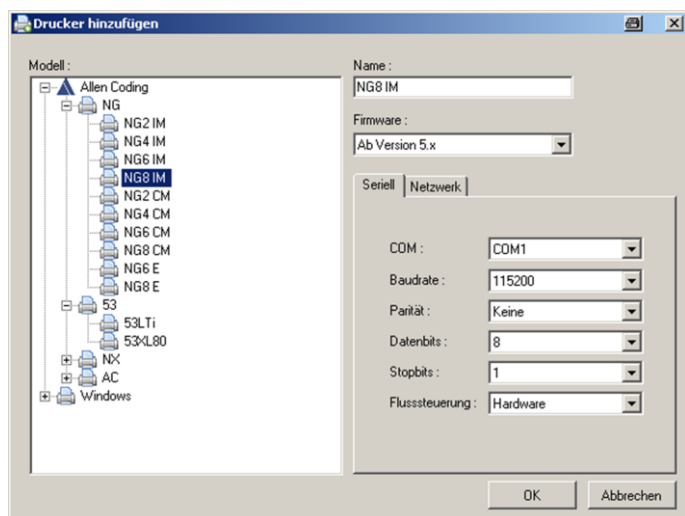 Drucker hinzufügen
Modell :
Allen Coding
NG
NG2 IM
NG4 IM
NG6 IM
NG8 IM
NG2 CM
NG4 CM
NG6 CM
NG8 CM
NG6 E
NG8 E
53
53LTi
53XL80
NX
AC
Windows
Name :
NG8 IM
Firmware :
Ab Version 5.x
Seriell Netzwerk
COM : COM1
Baudrate : 115200
Parität : Keine
Datenbits : 8
Stopbits : 1
Flusssteuerung : Hardware
OK Abbrechen